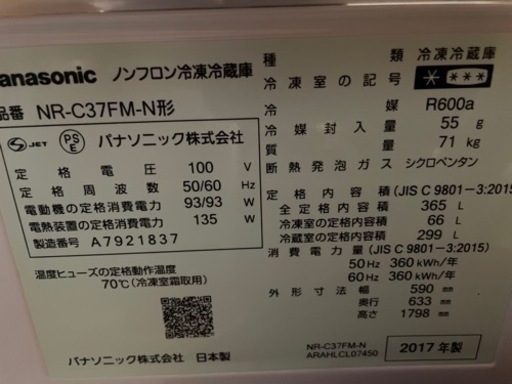 Panasonic ノンフロン冷凍冷蔵庫
品番 NR-C37FM-N形
JET PS E パナソニック株式会社
定格電圧 100 V
定格周波数 50/60 Hz
電動機の定格消費電力 93/93 W
電熱装置の定格消費電力 135 W
製造番号 A7921837
温度ヒューズの定格動作温度
70℃(冷凍室霜取用)
パナソニック株式会社 日本製
種類 冷凍冷蔵庫
冷凍室の記号 * ***
冷媒 R600a
冷媒封入量 55 g
質量 71 kg
断熱発泡ガス シクロペンタン
定格内容積 (JIS C 9801-3:2015)
全定格内容積 365 L
冷凍室の定格内容積 66 L
冷蔵室の定格内容積 299 L
消費電力量(JIS C 9801-3:2015)
50Hz 360kWh/年
60Hz 360kWh/年
外形寸法 幅 590 mm
奥行 633 mm
高さ 1798 mm
NR-C37FM-N
ARAHLCL07450
2017年製